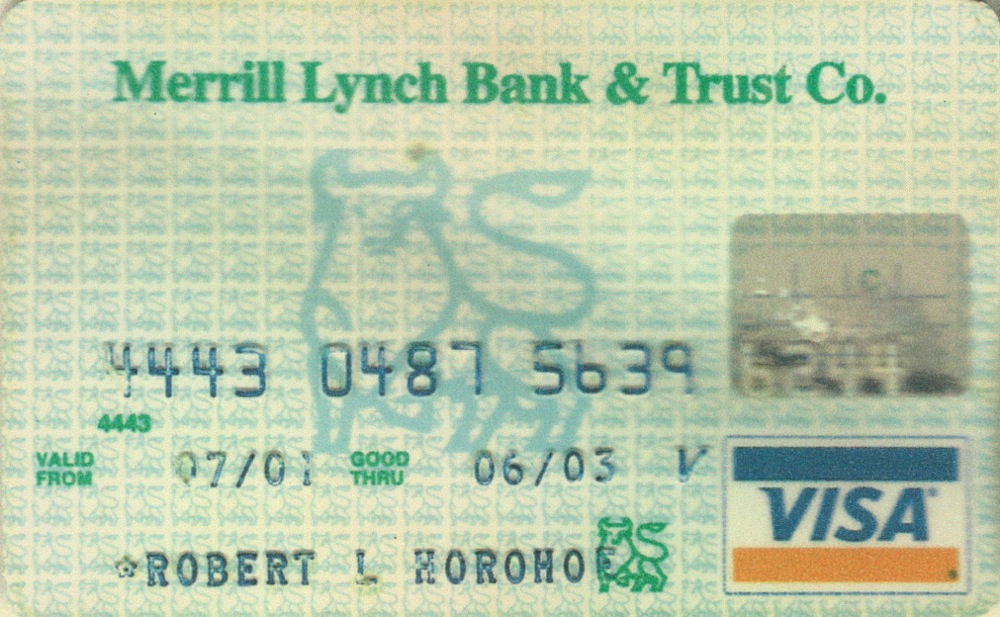 Merrill Lynch Bank & Trust Co.
4443 0487 5639
4443
VALID FROM 07/01 GOOD THRU 06/03 V
VISA
ROBERT L HOROHOE